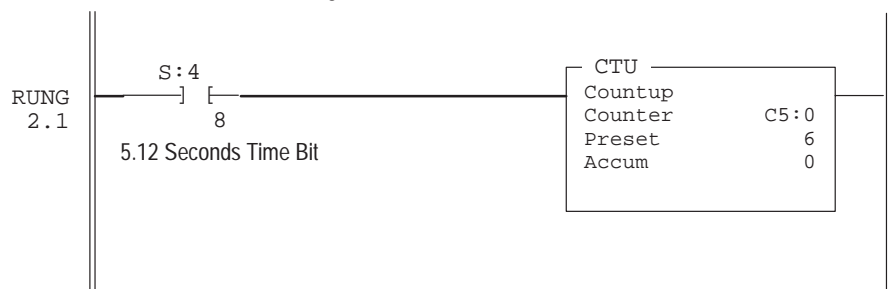 S:4
] [
8
5.12 Seconds Time Bit
RUNG
2.1
CTU
Countup
Counter C5:0
Preset 6
Accum 0